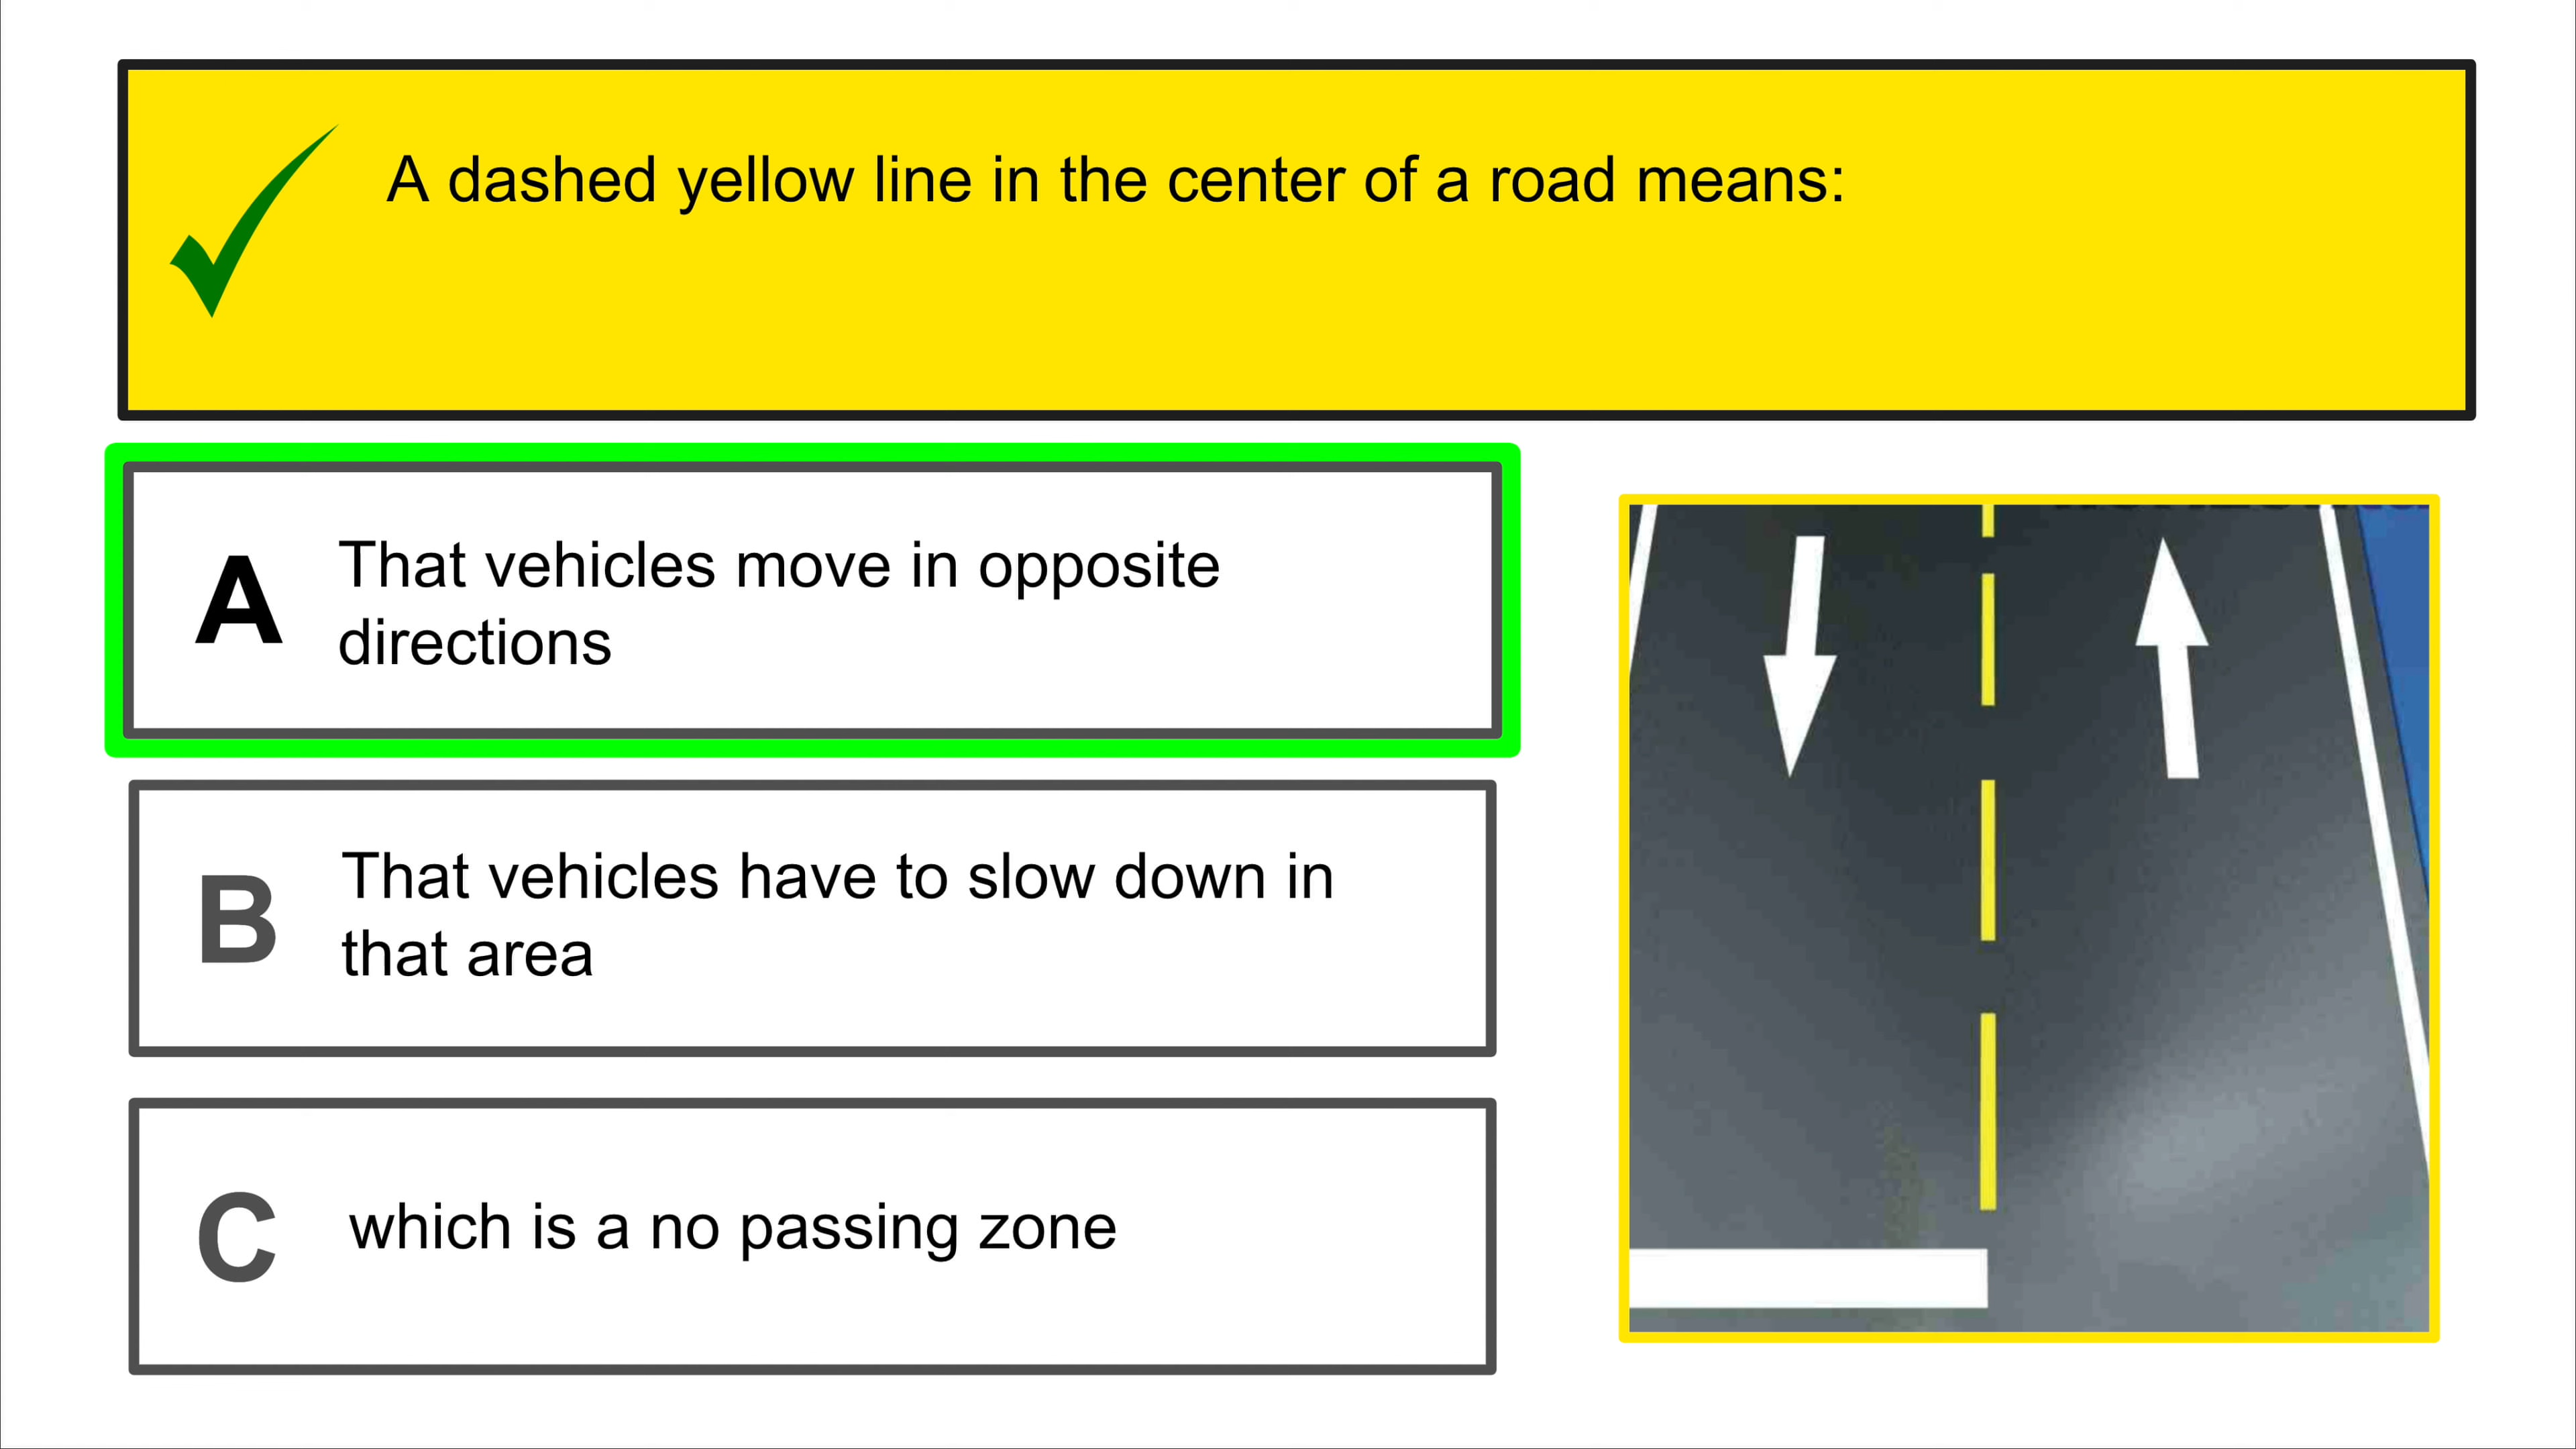 A dashed yellow line in the center of a road means:
A
That vehicles move in opposite
directions
B
That vehicles have to slow down in
that area
C
which is a no passing zone